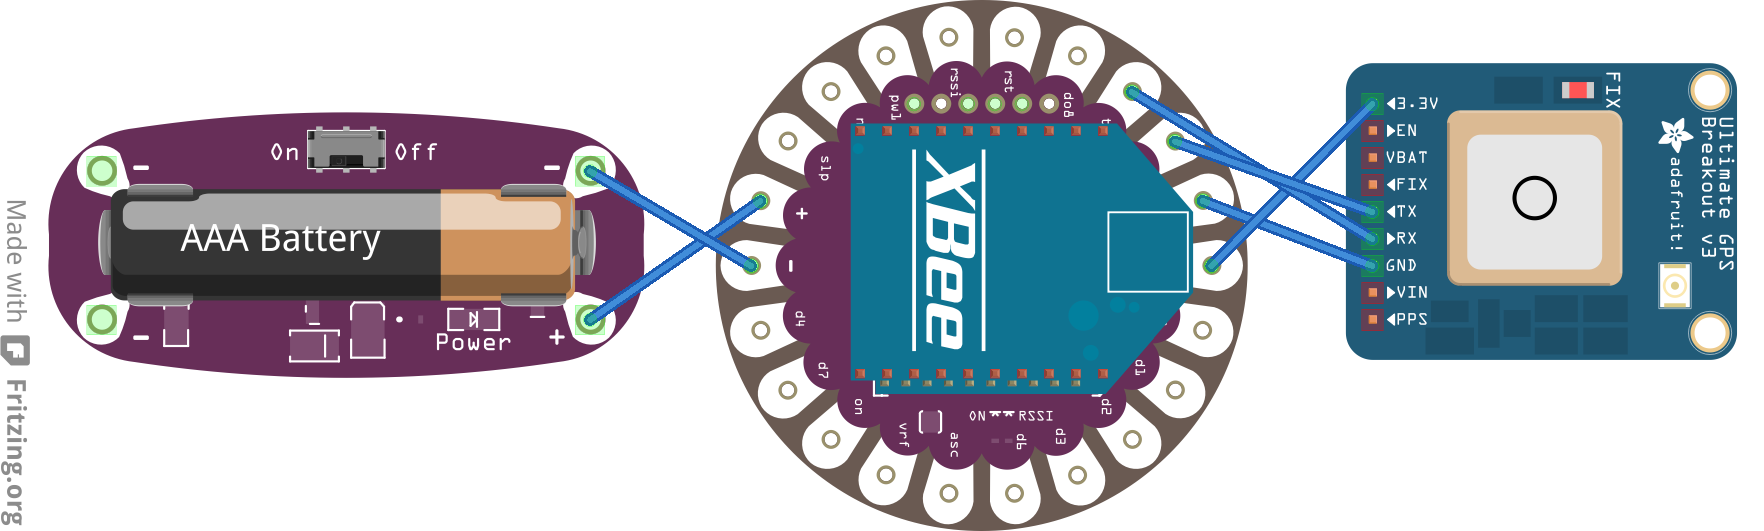 Made with Fritzing.org
On Off
-
-
AAA Battery
-
+
Power
rssi
rst
pw1
do8
slp
+
-
d4
d7
on
vrf
asc
ON RSSI
d6
d3
d2
d1
XBee
3.3V
EN
VBAT
FIX
TX
RX
GND
VIN
PPS
FIX
adafruit!
Ultimate GPS
Breakout v3